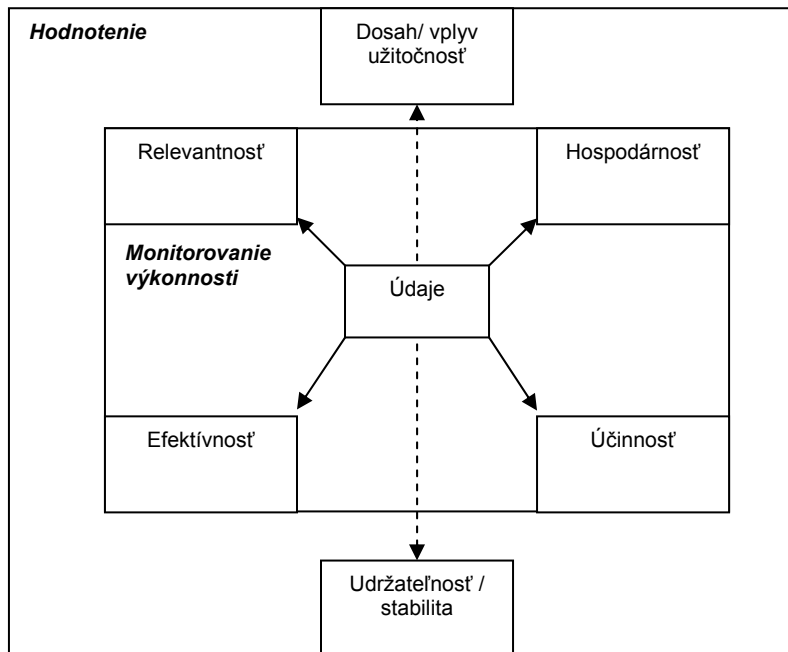 Hodnotenie
Dosah/ vplyv
užitočnosť
Relevantnosť
Hospodárnosť
Monitorovanie
výkonnosti
Údaje
Efektívnosť
Účinnosť
Udržateľnosť /
stabilita